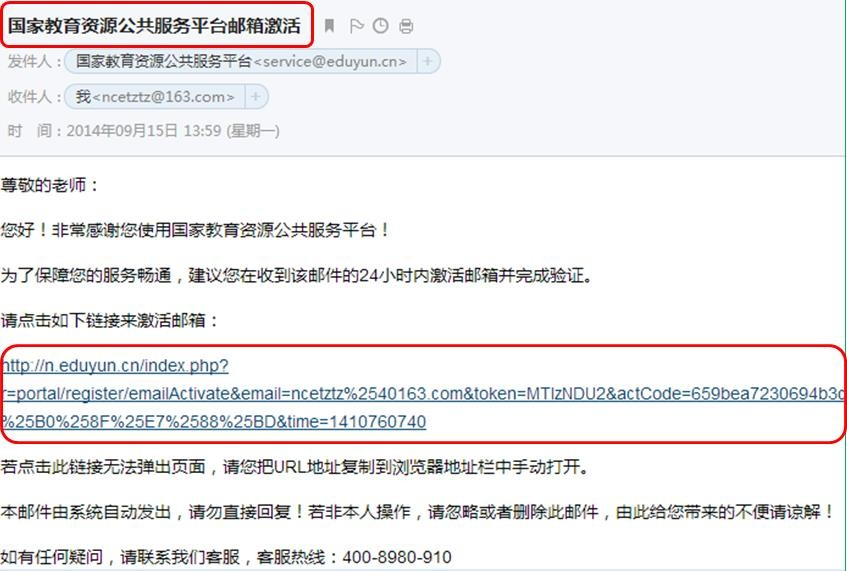 国家教育资源公共服务平台邮箱激活
发件人：国家教育资源公共服务平台<service@eduyun.cn> +
收件人：我<ncetztz@163.com> +
时 间：2014年09月15日 13:59 (星期一)
尊敬的老师：
您好！非常感谢您使用国家教育资源公共服务平台！
为了保障您的服务畅通，建议您在收到该邮件的24小时内激活邮箱并完成验证。
请点击如下链接来激活邮箱：
http://n.eduyun.cn/index.php?
r=portal/register/emailActivate&email=ncetztz%2540163.com&token=MTIzNDU2&actCode=659bea7230694b3c
%25B0%258F%25E7%2588%25BD&time=1410760740
若点击此链接无法弹出页面，请您把URL地址复制到浏览器地址栏中手动打开。
本邮件由系统自动发出，请勿直接回复！若非本人操作，请忽略或者删除此邮件，由此给您带来的不便请谅解！
如有任何疑问，请联系我们客服，客服热线：400-8980-910